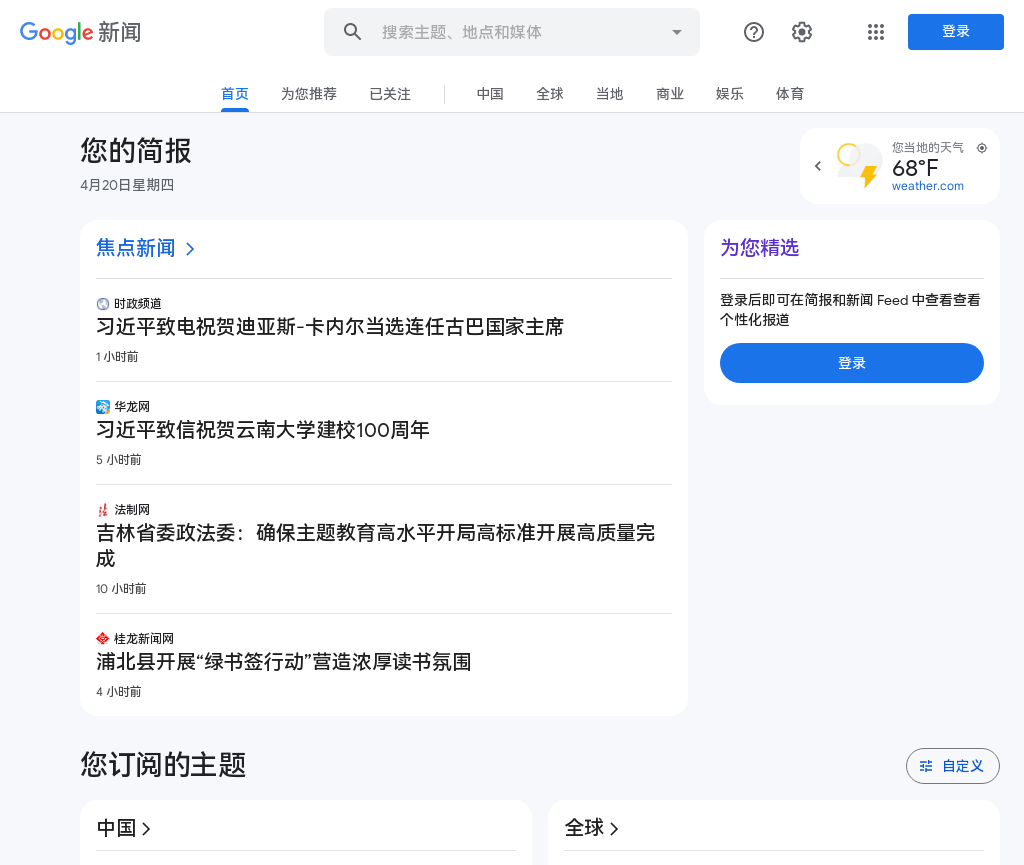 Google 新闻
搜索主题、地点和媒体
登录
首页
为您推荐
已关注
中国
全球
当地
商业
娱乐
体育
您的简报
4月20日星期四
您当地的天气
68°F
weather.com
焦点新闻
时政频道
习近平致电祝贺迪亚斯-卡内尔当选连任古巴国家主席
1 小时前
华龙网
习近平致信祝贺云南大学建校100周年
5 小时前
法制网
吉林省委政法委：确保主题教育高水平开局高标准开展高质量完
成
10 小时前
桂龙新闻网
浦北县开展“绿书签行动”营造浓厚读书氛围
4 小时前
为您精选
登录后即可在简报和新闻 Feed 中查看查看
个性化报道
登录
您订阅的主题
自定义
中国
全球